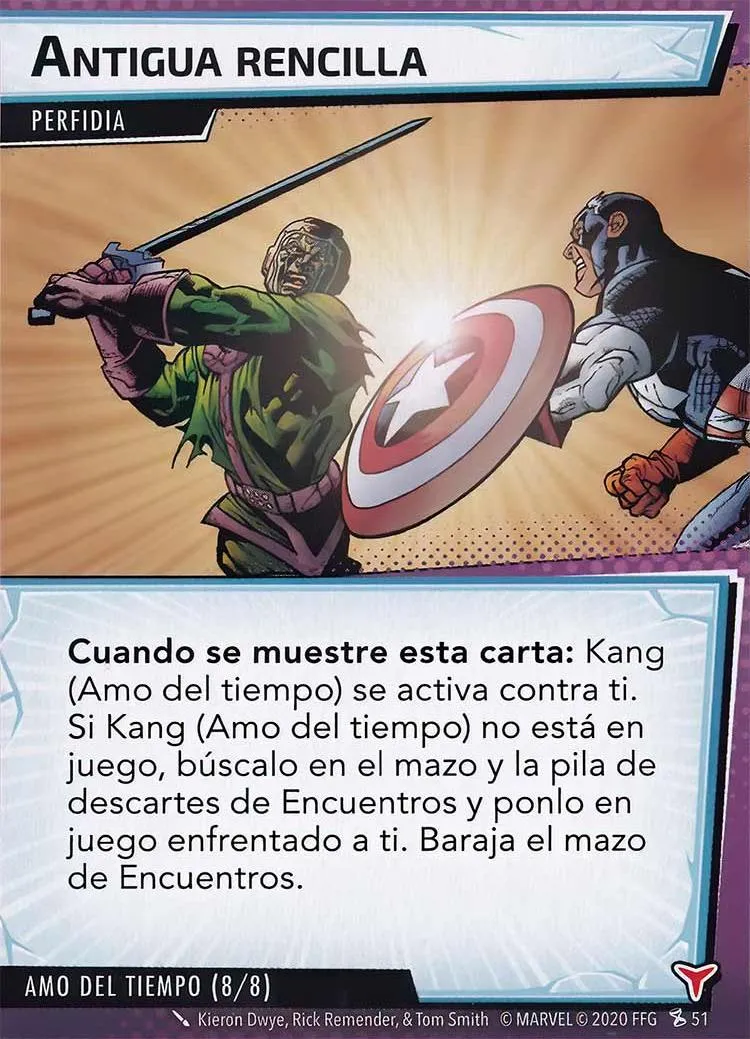 ANTIGUA RENCILLA
PERFIDIA
Cuando se muestre esta carta: Kang
(Amo del tiempo) se activa contra ti.
Si Kang (Amo del tiempo) no está en
juego, búscalo en el mazo y la pila de
descartes de Encuentros y ponlo en
juego enfrentado a ti. Baraja el mazo
de Encuentros.
AMO DEL TIEMPO (8/8)
Kieron Dwye, Rick Remender, & Tom Smith © MARVEL © 2020 FFG 51